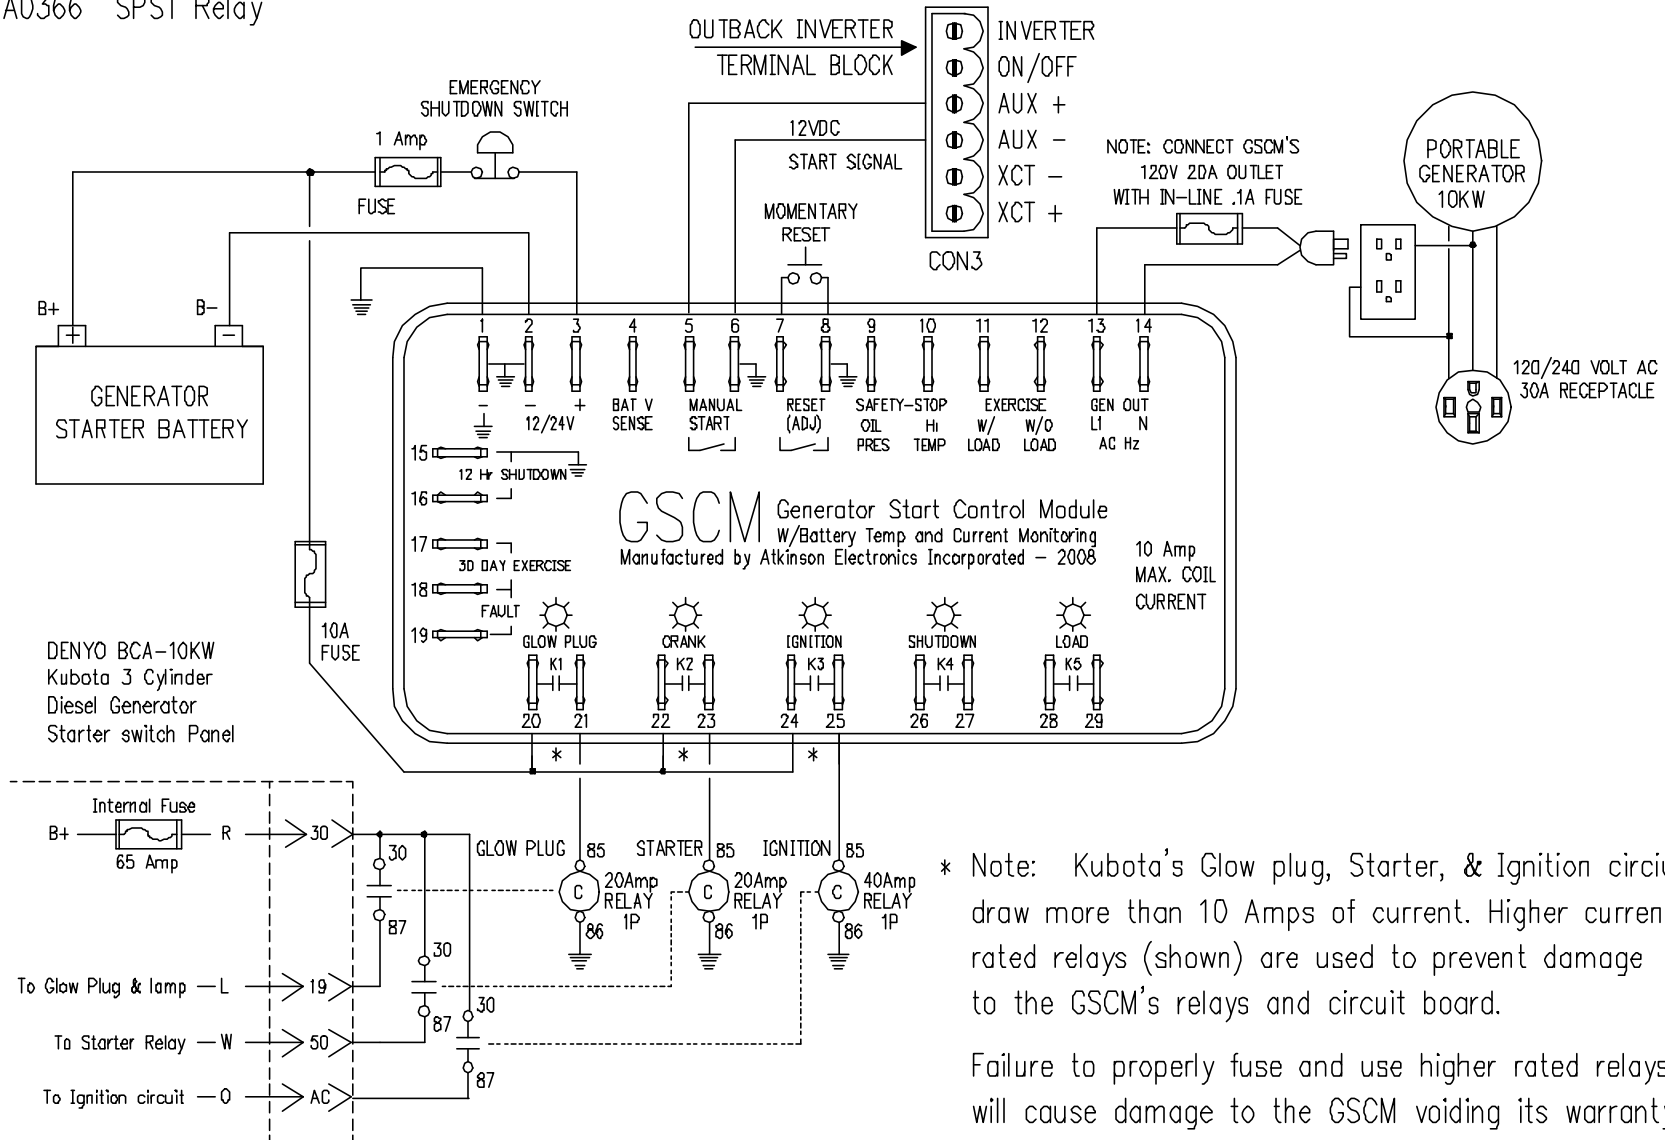 A0366 SPST Relay
OUTBACK INVERTER
TERMINAL BLOCK
INVERTER
ON/OFF
AUX +
AUX −
XCT −
XCT +
CON3
12VDC
START SIGNAL
EMERGENCY
SHUTDOWN SWITCH
1 Amp
FUSE
MOMENTARY
RESET
NOTE: CONNECT GSCM'S
120V 20A OUTLET
WITH IN-LINE .1A FUSE
PORTABLE
GENERATOR
10KW
120/240 VOLT AC
30A RECEPTACLE
B+
B−
+
−
GENERATOR
STARTER BATTERY
1 2 3 4 5 6 7 8 9 10 11 12 13 14
− − +
12/24V
BAT V
SENSE
MANUAL
START
RESET
(ADJ)
SAFETY-STOP
OIL
PRES
Hi
TEMP
EXERCISE
W/
LOAD
W/O
LOAD
GEN OUT
L1 N
AC Hz
15
12 Hr SHUTDOWN
16
17
30 DAY EXERCISE
18
FAULT
19
GSCM
Generator Start Control Module
W/Battery Temp and Current Monitoring
Manufactured by Atkinson Electronics Incorporated − 2008
10 Amp
MAX. COIL
CURRENT
GLOW PLUG
K1
CRANK
K2
IGNITION
K3
SHUTDOWN
K4
LOAD
K5
20 21 22 23 24 25 26 27 28 29
* * *
10A
FUSE
DENYO BCA-10KW
Kubota 3 Cylinder
Diesel Generator
Starter switch Panel
Internal Fuse
B+
R
30
65 Amp
30
87
30
87
30
87
To Glow Plug & lamp − L
19
To Starter Relay − W
50
To Ignition circuit − O
AC
GLOW PLUG
85
C
20Amp
RELAY
1P
86
STARTER
85
C
20Amp
RELAY
1P
86
IGNITION
85
C
40Amp
RELAY
1P
86
* Note: Kubota's Glow plug, Starter, & Ignition circui
draw more than 10 Amps of current. Higher curren
rated relays (shown) are used to prevent damage
to the GSCM's relays and circuit board.
Failure to properly fuse and use higher rated relays
will cause damage to the GSCM voiding its warranty